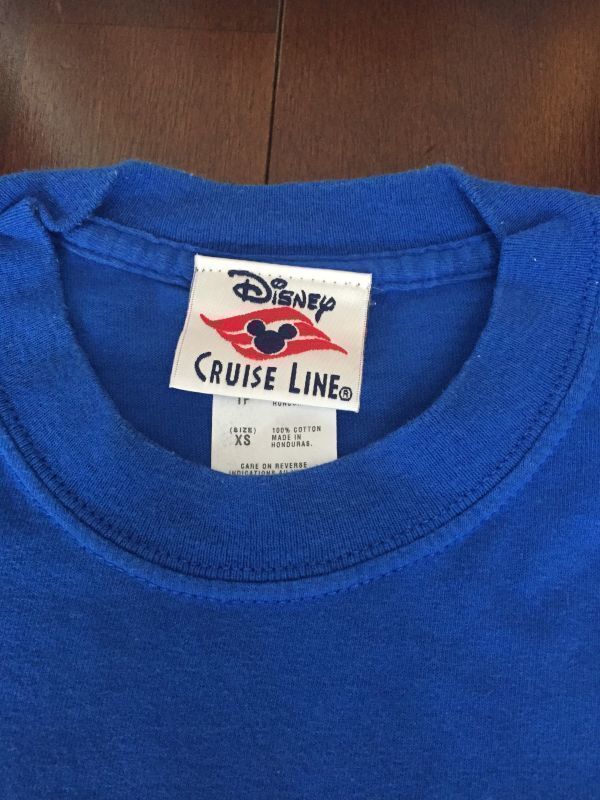 Disney
CRUISE LINE®
(SIZE) 100% COTTON
XS MADE IN
HONDURAS.
CARE ON REVERSE